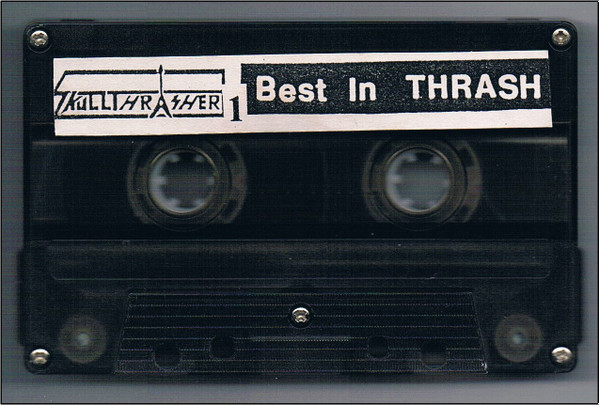 SKULLTHRASHER 1 Best In THRASH